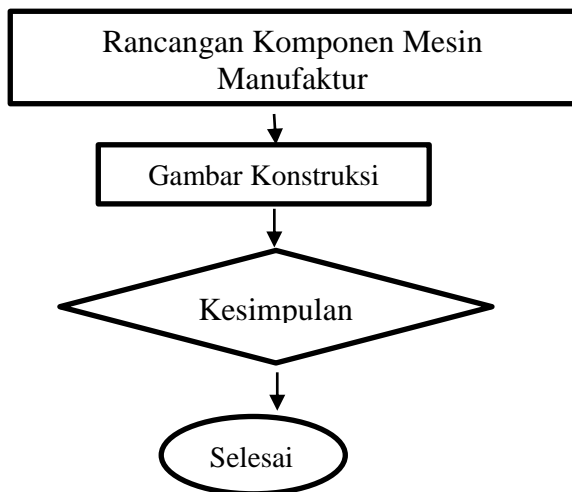 Rancangan Komponen Mesin
Manufaktur
Gambar Konstruksi
Kesimpulan
Selesai